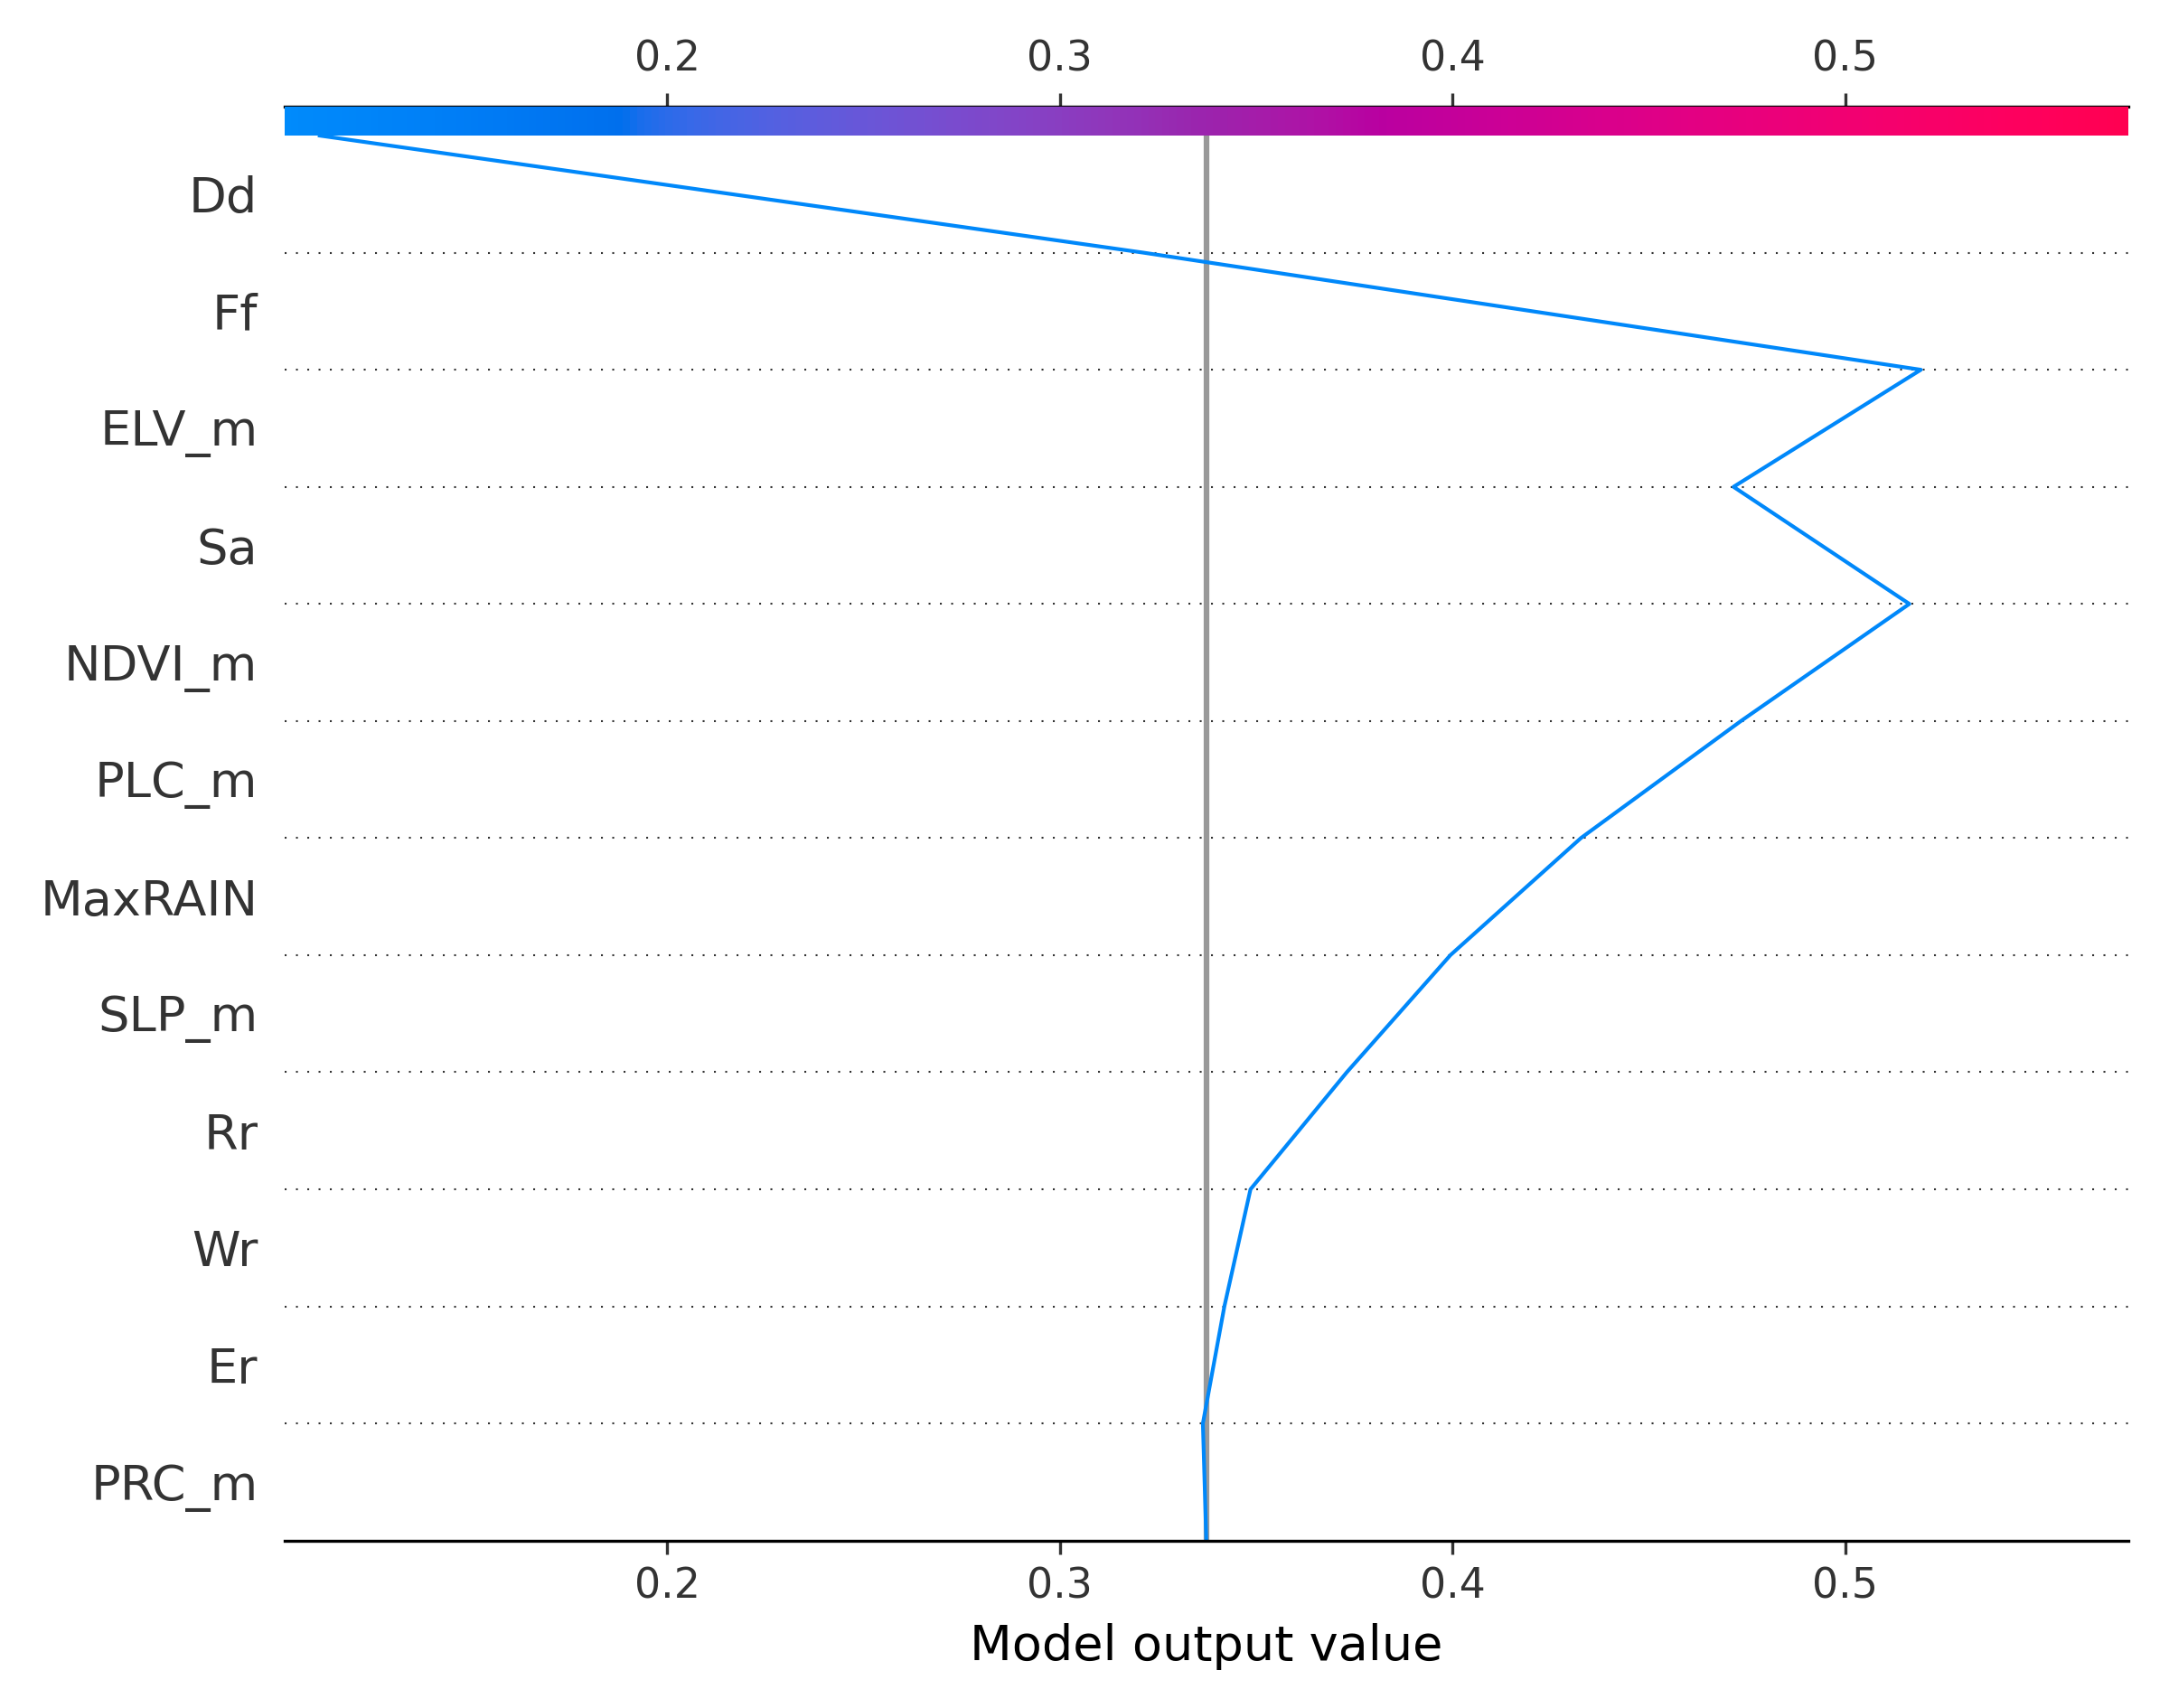 0.2 0.3 0.4 0.5
Dd
Ff
ELV_m
Sa
NDVI_m
PLC_m
MaxRAIN
SLP_m
Rr
Wr
Er
PRC_m
0.2 0.3 0.4 0.5
Model output value